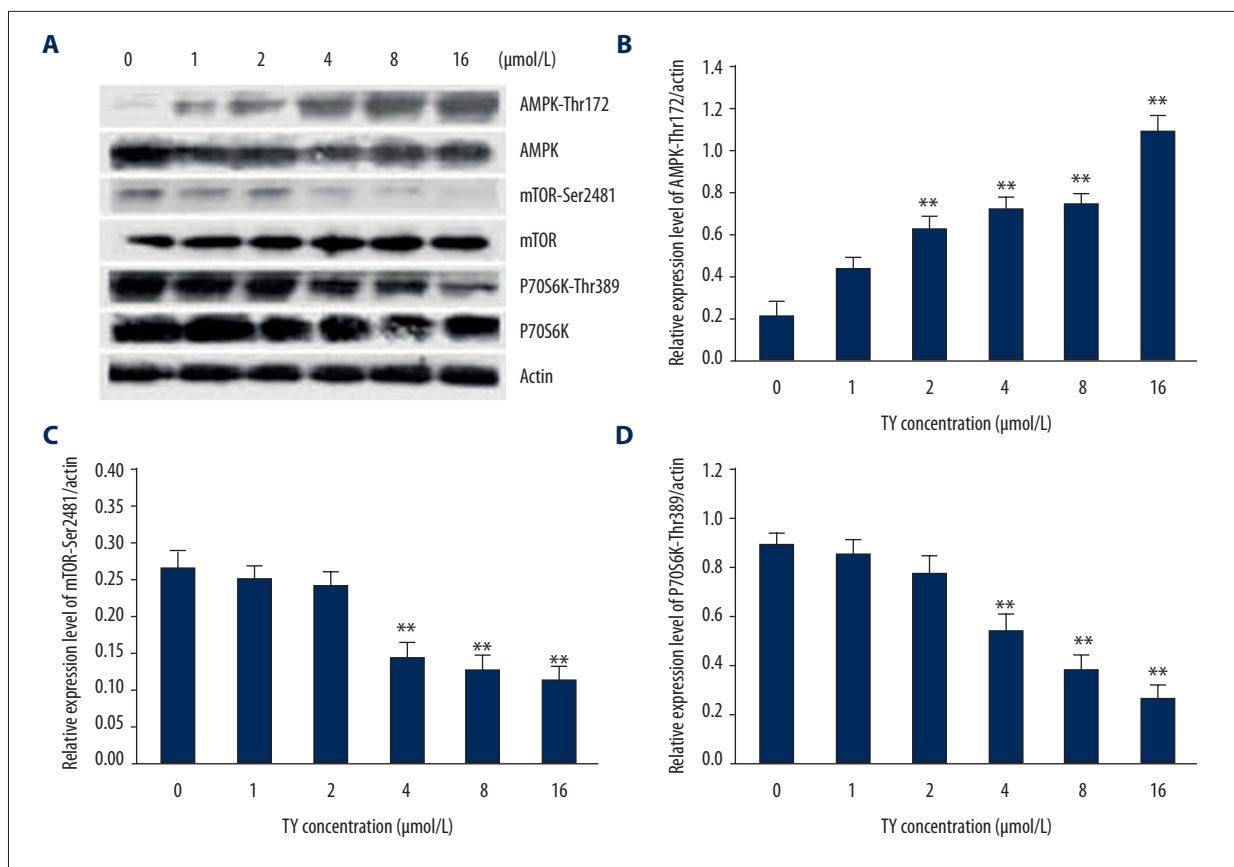 A
0 1 2 4 8 16 (µmol/L)
AMPK-Thr172
AMPK
mTOR-Ser2481
mTOR
P70S6K-Thr389
P70S6K
Actin
B
Relative expression level of AMPK-Thr172/actin
1.4
1.2
1.0
0.8
0.6
0.4
0.2
0.0
** ** ** **
0 1 2 4 8 16
TY concentration (µmol/L)
C
Relative expression level of mTOR-Ser2481/actin
0.40
0.35
0.30
0.25
0.15
0.10
0.05
0.00
** ** **
0 1 2 4 8 16
TY concentration (µmol/L)
D
Relative expression level of P70S6K-Thr389/actin
1.2
1.0
0.8
0.6
0.4
0.2
0.0
** ** **
0 1 2 4 8 16
TY concentration (µmol/L)